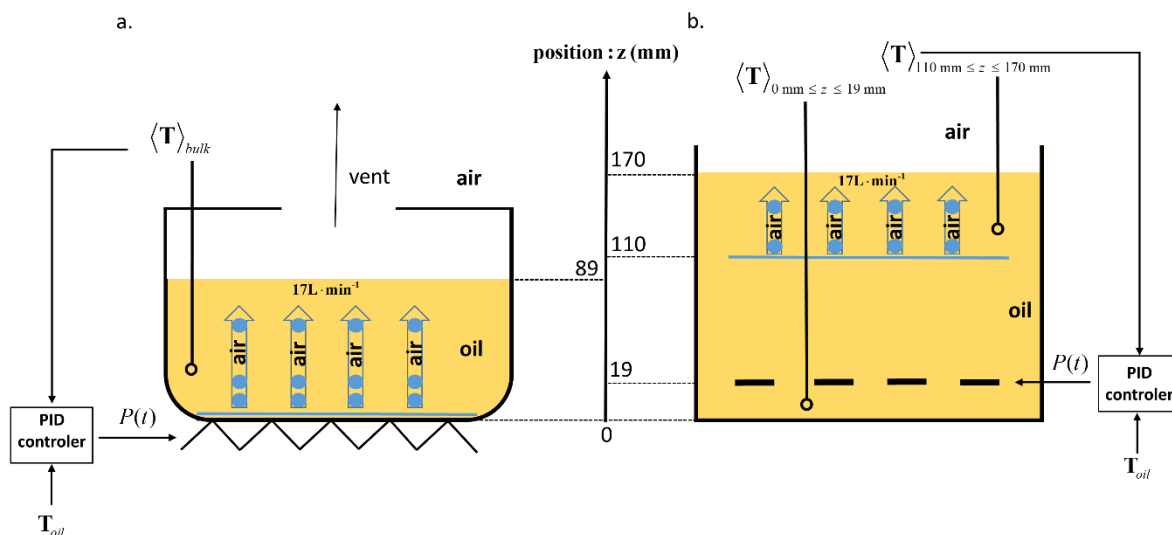 a.
⟨T⟩bulk
vent
air
17L·min⁻¹
air
air
air
air
oil
PID
controler
P(t)
Toil
position : z (mm)
170
110
89
19
0
b.
⟨T⟩0 mm ≤ z ≤ 19 mm
⟨T⟩110 mm ≤ z ≤ 170 mm
air
17L·min⁻¹
air
air
air
air
oil
P(t)
PID
controler
Toil